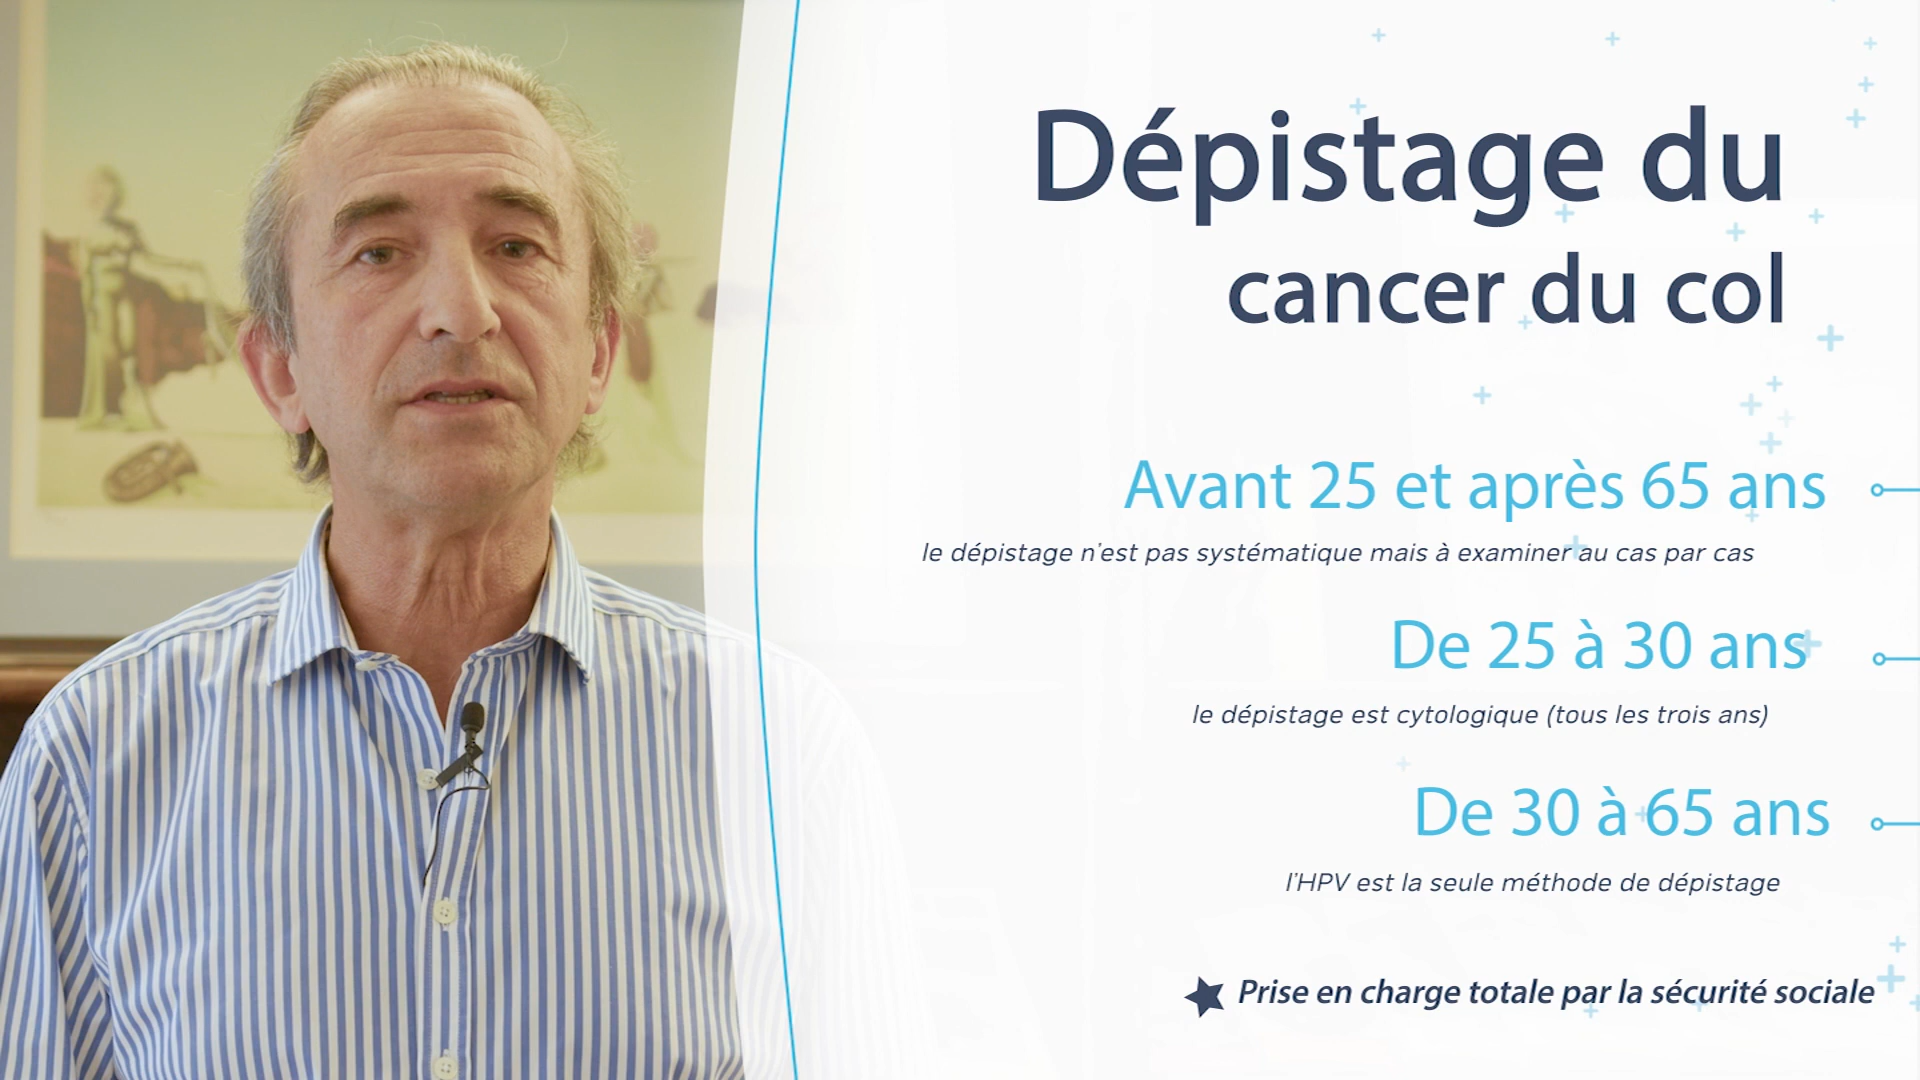 Dépistage du
cancer du col
Avant 25 et après 65 ans
le dépistage n'est pas systématique mais à examiner au cas par cas
De 25 à 30 ans
le dépistage est cytologique (tous les trois ans)
De 30 à 65 ans
l'HPV est la seule méthode de dépistage
Prise en charge totale par la sécurité sociale